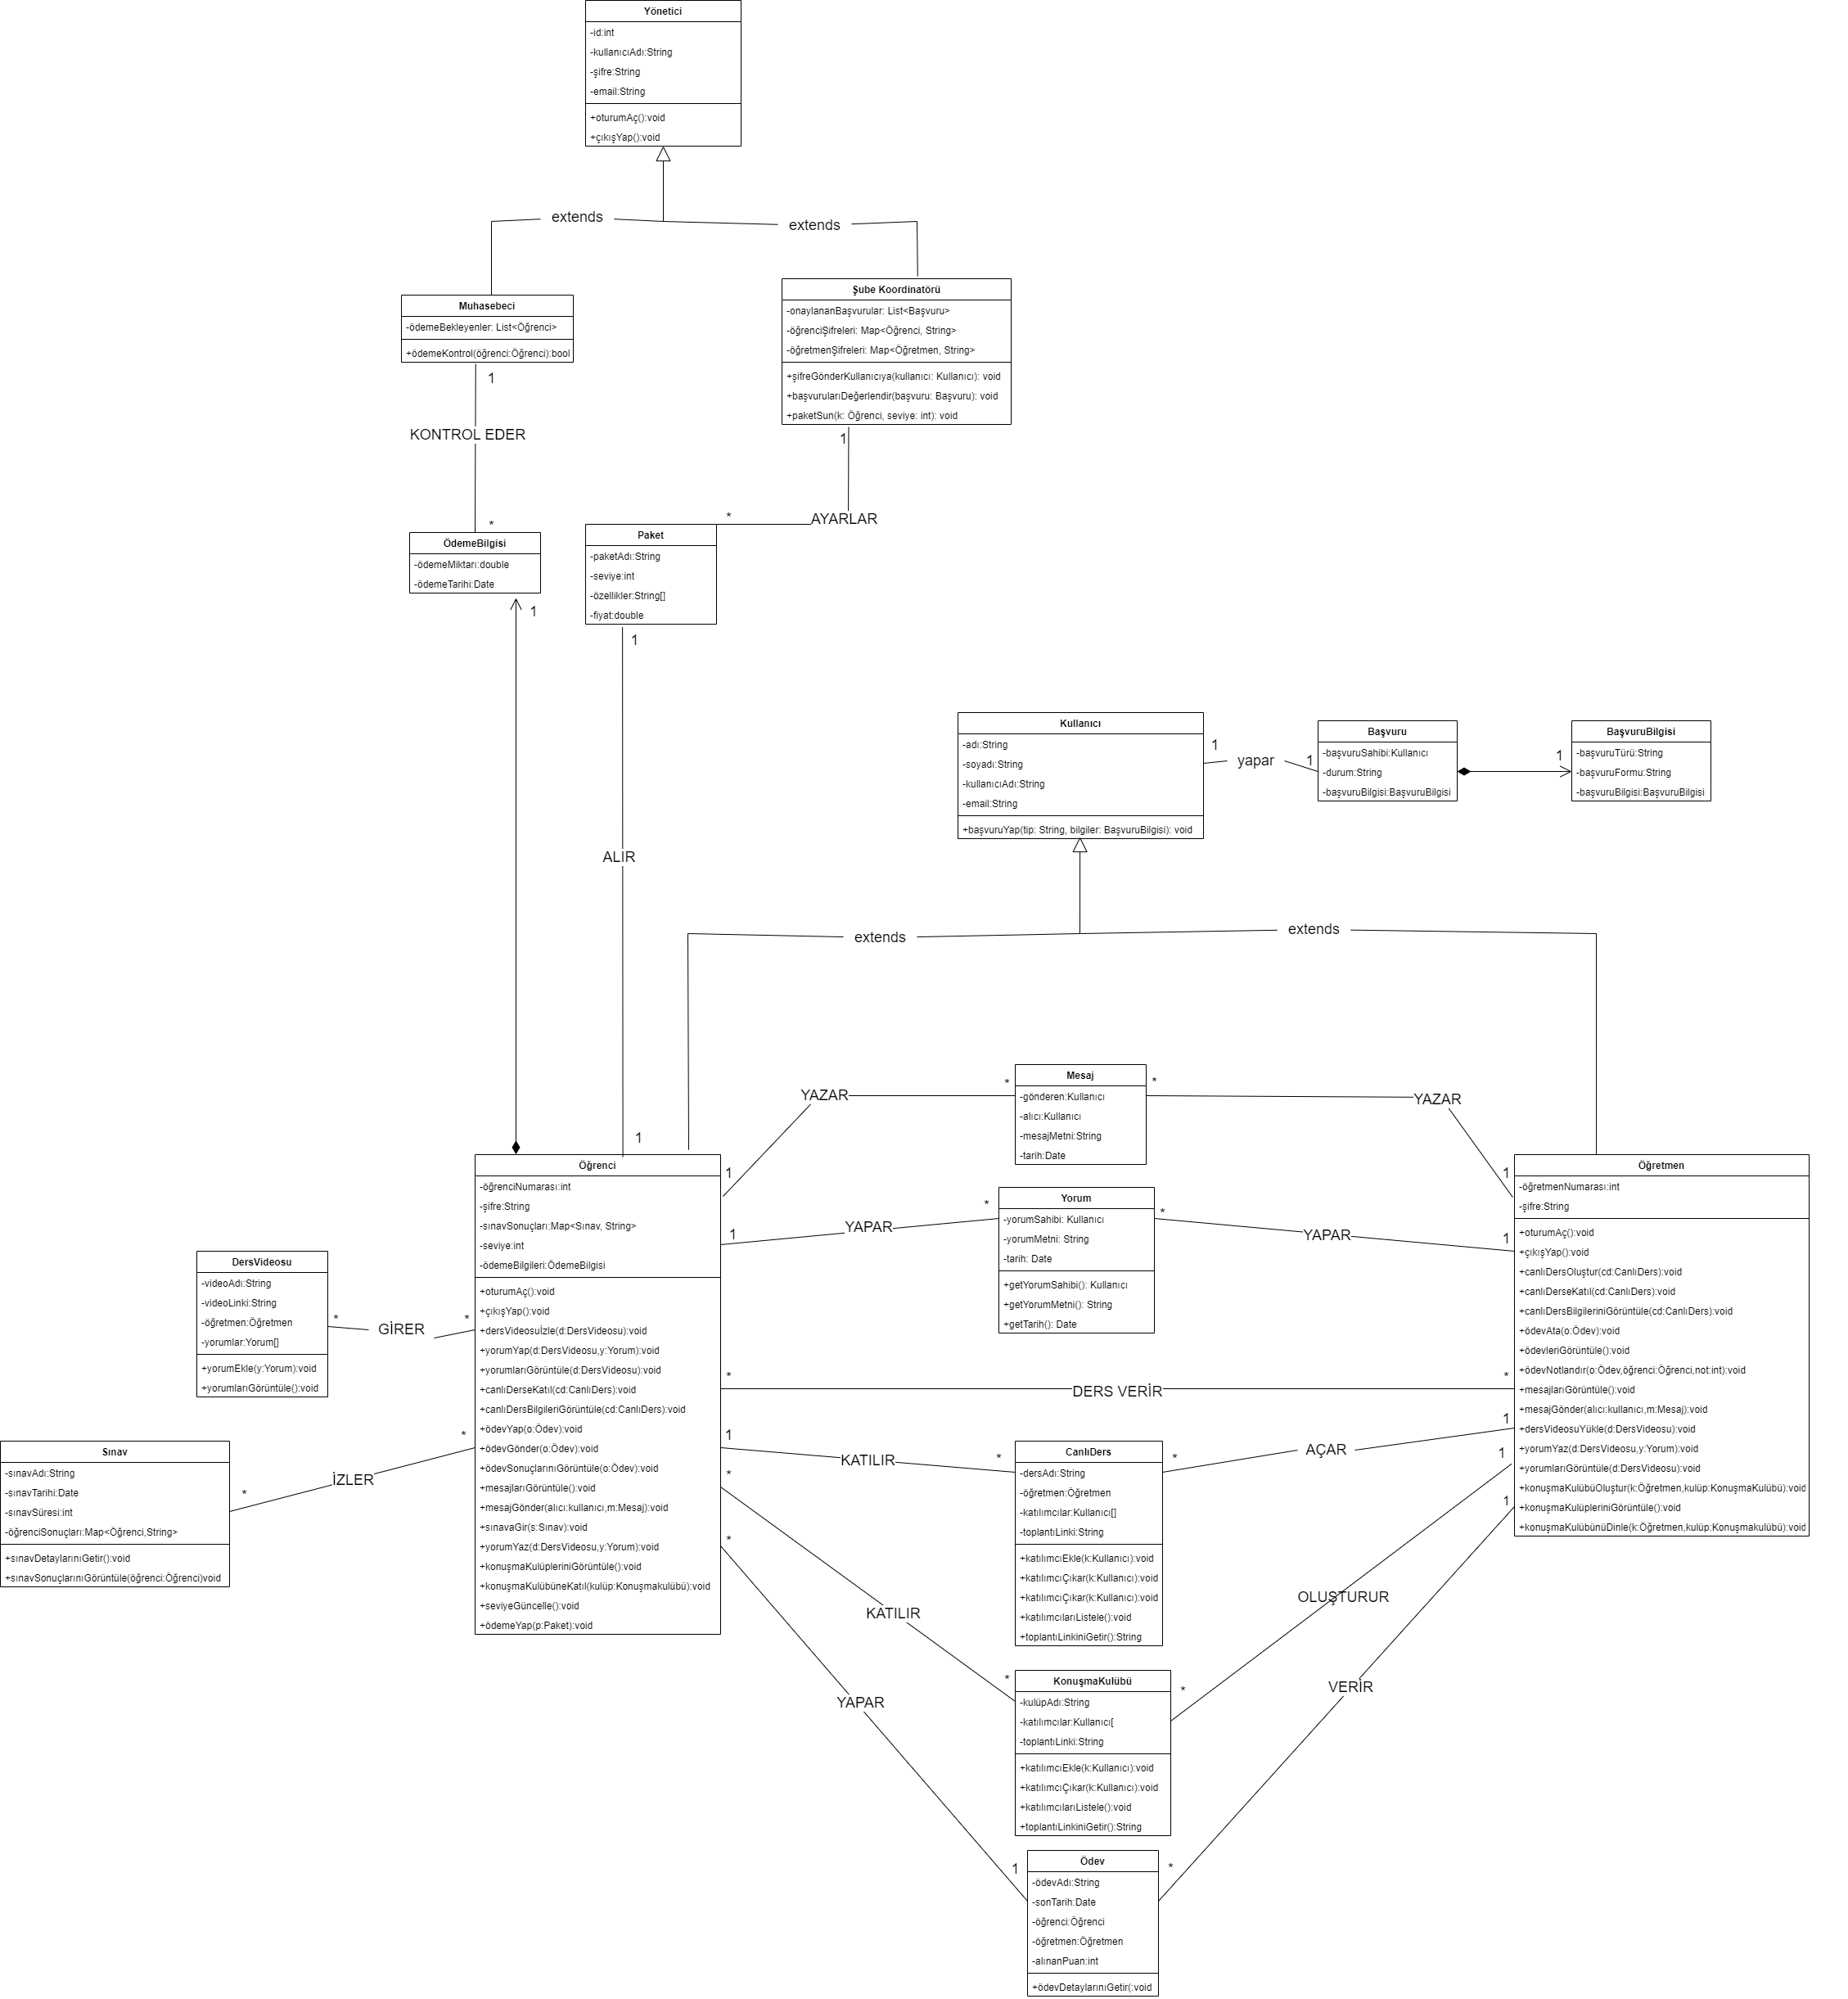 Yönetici
-id:int
-kullanıcıAdı:String
-şifre:String
-email:String
+oturumAç():void
+çıkışYap():void
extends
extends
Muhasebeci
-ödemeBekleyenler: List<Öğrenci>
+ödemeKontrol(öğrenci:Öğrenci):bool
Şube Koordinatörü
-onaylananBaşvurular: List<Başvuru>
-öğrenciŞifreleri: Map<Öğrenci, String>
-öğretmenŞifreleri: Map<Öğretmen, String>
+şifreGönderKullanıcıya(kullanıcı: Kullanıcı): void
+başvurularıDeğerlendir(başvuru: Başvuru): void
+paketSun(k: Öğrenci, seviye: int): void
1
KONTROL EDER
*
1
AYARLAR
*
ÖdemeBilgisi
-ödemeMiktarı:double
-ödemeTarihi:Date
1
Paket
-paketAdı:String
-seviye:int
-özellikler:String[]
-fiyat:double
1
ALIR
1
Kullanıcı
-adı:String
-soyadı:String
-kullanıcıAdı:String
-email:String
+başvuruYap(tip: String, bilgiler: BaşvuruBilgisi): void
1
yapar
1
Başvuru
-başvuruSahibi:Kullanıcı
-durum:String
-başvuruBilgisi:BaşvuruBilgisi
1
BaşvuruBilgisi
-başvuruTürü:String
-başvuruFormu:String
-başvuruBilgisi:BaşvuruBilgisi
extends
extends
Mesaj
-gönderen:Kullanıcı
-alıcı:Kullanıcı
-mesajMetni:String
-tarih:Date
1
YAZAR
*
*
YAZAR
1
Öğrenci
-öğrenciNumarası:int
-şifre:String
-sınavSonuçları:Map<Sınav, String>
-seviye:int
-ödemeBilgileri:ÖdemeBilgisi
+oturumAç():void
+çıkışYap():void
+dersVideosuİzle(d:DersVideosu):void
+yorumYap(d:DersVideosu,y:Yorum):void
+yorumlarıGörüntüle(d:DersVideosu):void
+canlıDerseKatıl(cd:CanlıDers):void
+canlıDersBilgileriGörüntüle(cd:CanlıDers):void
+ödevYap(o:Ödev):void
+ödevGönder(o:Ödev):void
+ödevSonuçlarınıGörüntüle(o:Ödev):void
+mesajlarıGörüntüle():void
+mesajGönder(alıcı:kullanıcı,m:Mesaj):void
+sınavaGir(s:Sınav):void
+yorumYaz(d:DersVideosu,y:Yorum):void
+konuşmaKulüpleriniGörüntüle():void
+konuşmaKulübüneKatıl(kulüp:Konuşmakulübü):void
+seviyeGüncelle():void
+ödemeYap(p:Paket):void
Öğretmen
-öğretmenNumarası:int
-şifre:String
+oturumAç():void
+çıkışYap():void
+canlıDersOluştur(cd:CanlıDers):void
+canlıDerseKatıl(cd:CanlıDers):void
+canlıDersBilgileriniGörüntüle(cd:CanlıDers):void
+ödevAta(o:Ödev):void
+ödevleriGörüntüle():void
+ödevNotlandır(o:Ödev,öğrenci:Öğrenci,not:int):void
+mesajlarıGörüntüle():void
+mesajGönder(alıcı:kullanıcı,m:Mesaj):void
+dersVideosuYükle(d:DersVideosu):void
+yorumYaz(d:DersVideosu,y:Yorum):void
+yorumlarıGörüntüle(d:DersVideosu):void
+konuşmaKulübüOluştur(k:Öğretmen,kulüp:KonuşmaKulübü):void
+konuşmaKulüpleriniGörüntüle():void
+konuşmaKulübünüDinle(k:Öğretmen,kulüp:Konuşmakulübü):void
Yorum
-yorumSahibi: Kullanıcı
-yorumMetni: String
-tarih: Date
+getYorumSahibi(): Kullanıcı
+getYorumMetni(): String
+getTarih(): Date
1
YAPAR
*
*
YAPAR
1
DersVideosu
-videoAdı:String
-videoLinki:String
-öğretmen:Öğretmen
-yorumlar:Yorum[]
+yorumEkle(y:Yorum):void
+yorumlarıGörüntüle():void
*
GİRER
*
*
DERS VERİR
*
Sınav
-sınavAdı:String
-sınavTarihi:Date
-sınavSüresi:int
-öğrenciSonuçları:Map<Öğrenci,String>
+sınavDetaylarınıGetir():void
+sınavSonuçlarınıGörüntüle(öğrenci:Öğrenci)void
*
İZLER
*
1
KATILIR
*
CanlıDers
-dersAdı:String
-öğretmen:Öğretmen
-katılımcılar:Kullanıcı[]
-toplantıLinki:String
+katılımcıEkle(k:Kullanıcı):void
+katılımcıÇıkar(k:Kullanıcı):void
+katılımcıÇıkar(k:Kullanıcı):void
+katılımcılarıListele():void
+toplantıLinkiniGetir():String
*
AÇAR
1
*
KATILIR
*
KonuşmaKulübü
-kulüpAdı:String
-katılımcılar:Kullanıcı[
-toplantıLinki:String
+katılımcıEkle(k:Kullanıcı):void
+katılımcıÇıkar(k:Kullanıcı):void
+katılımcılarıListele():void
+toplantıLinkiniGetir():String
*
OLUŞTURUR
1
*
YAPAR
1
Ödev
-ödevAdı:String
-sonTarih:Date
-öğrenci:Öğrenci
-öğretmen:Öğretmen
-alınanPuan:int
+ödevDetaylarınıGetir(:void
*
VERİR
1